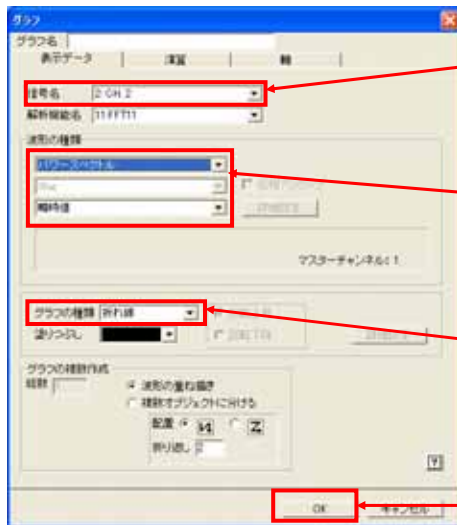 グラフ
グラフ名
表示データ 演算 軸
信号名 2 CH 2
解析機能名 11 FFT11
波形の種類
パワースペクトル
瞬時値
マスターチャンネル: 1
グラフの種類 折れ線
塗りつぶし
グラフの複数作成
波形の重ね描き
複数オブジェクトに分ける
配置 N Z
折り返し 2
?
OK キャンセル